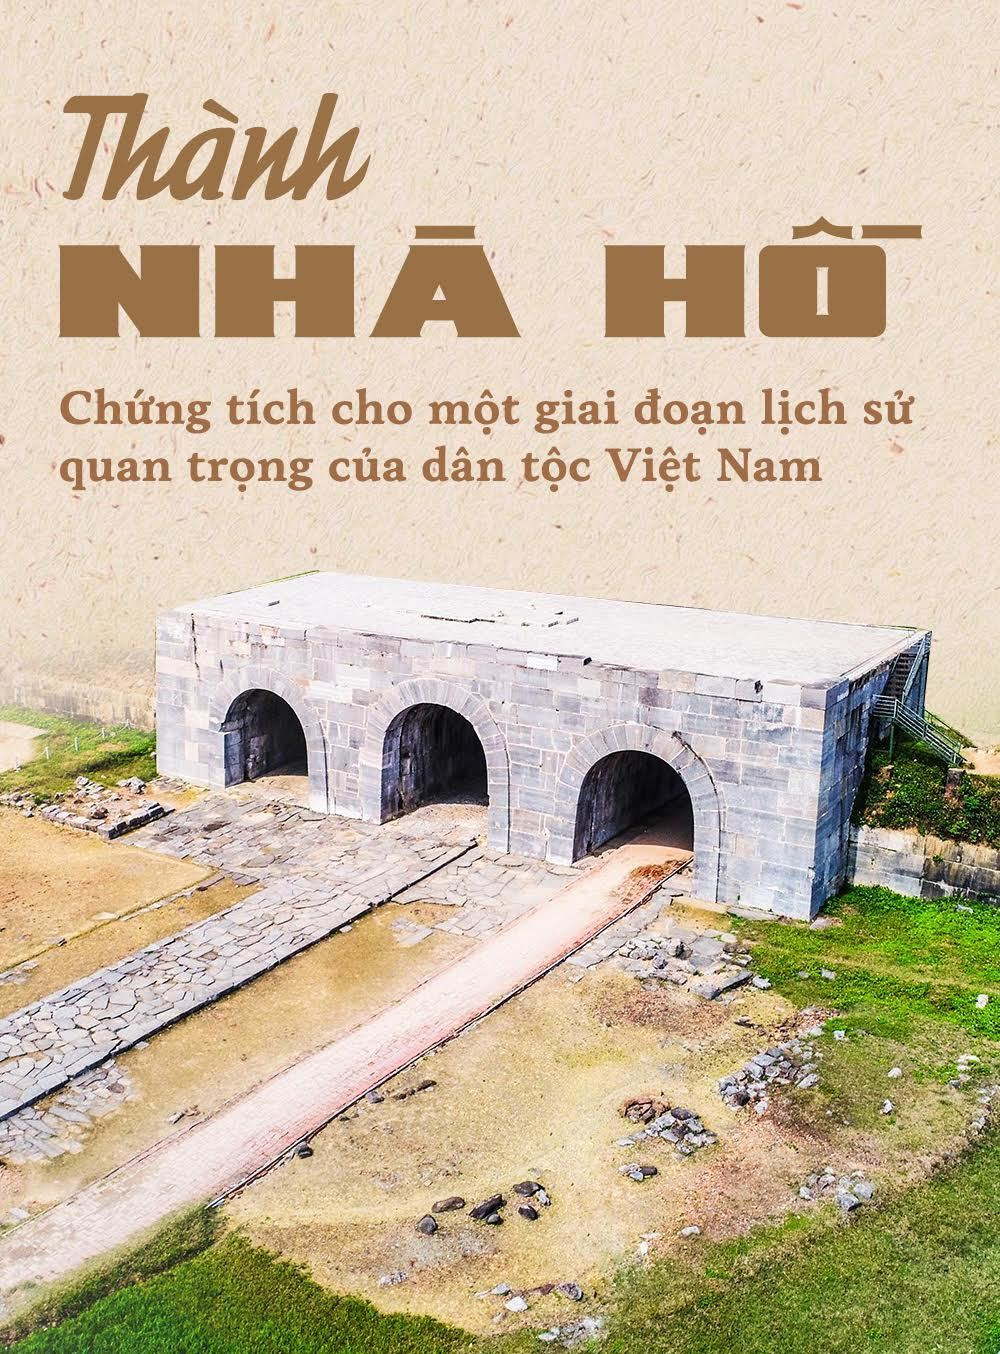 Thành
NHÀ HỒ
Chứng tích cho một giai đoạn lịch sử
quan trọng của dân tộc Việt Nam